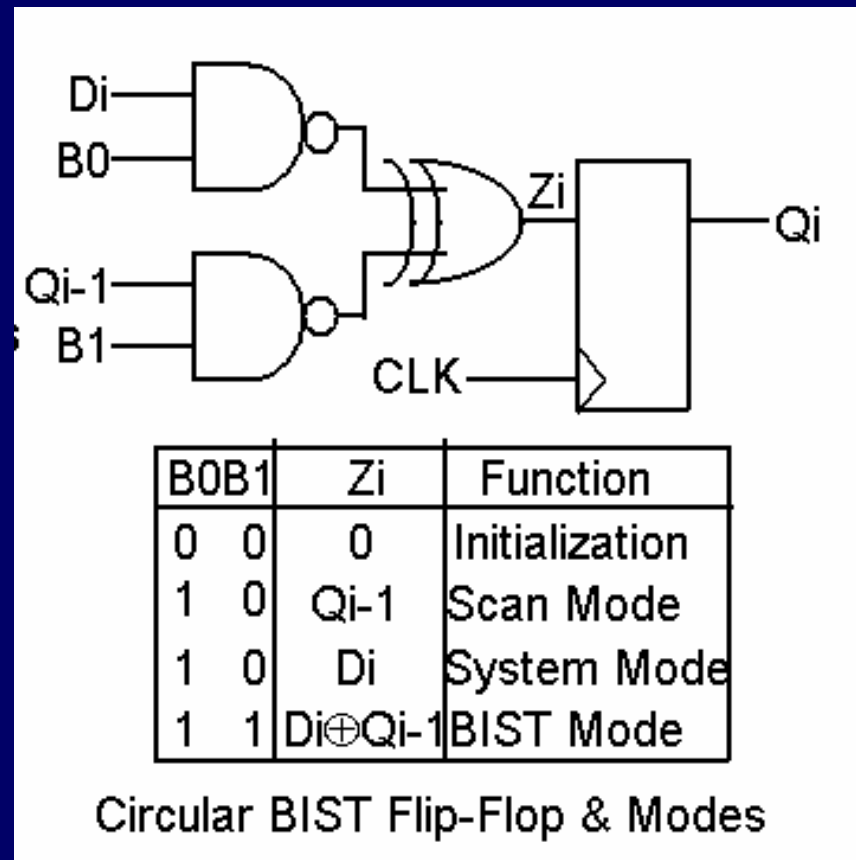 Di
B0
Zi
Qi
Qi-1
B1
CLK
B0B1 Zi Function
0 0 0 Initialization
1 0 Qi-1 Scan Mode
1 0 Di System Mode
1 1 Di⊕Qi-1 BIST Mode
Circular BIST Flip-Flop & Modes